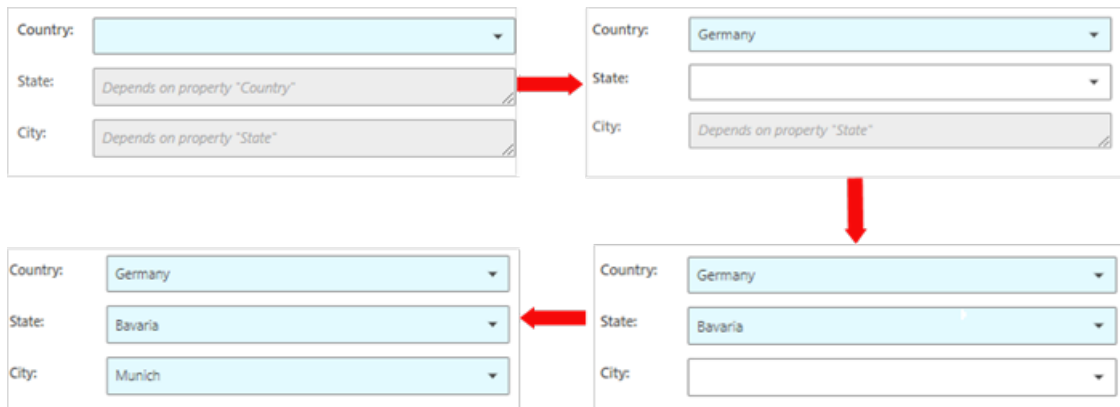 Country:
State: Depends on property "Country"
City: Depends on property "State"
Country: Germany
State:
City: Depends on property "State"
Country: Germany
State: Bavaria
City:
Country: Germany
State: Bavaria
City: Munich